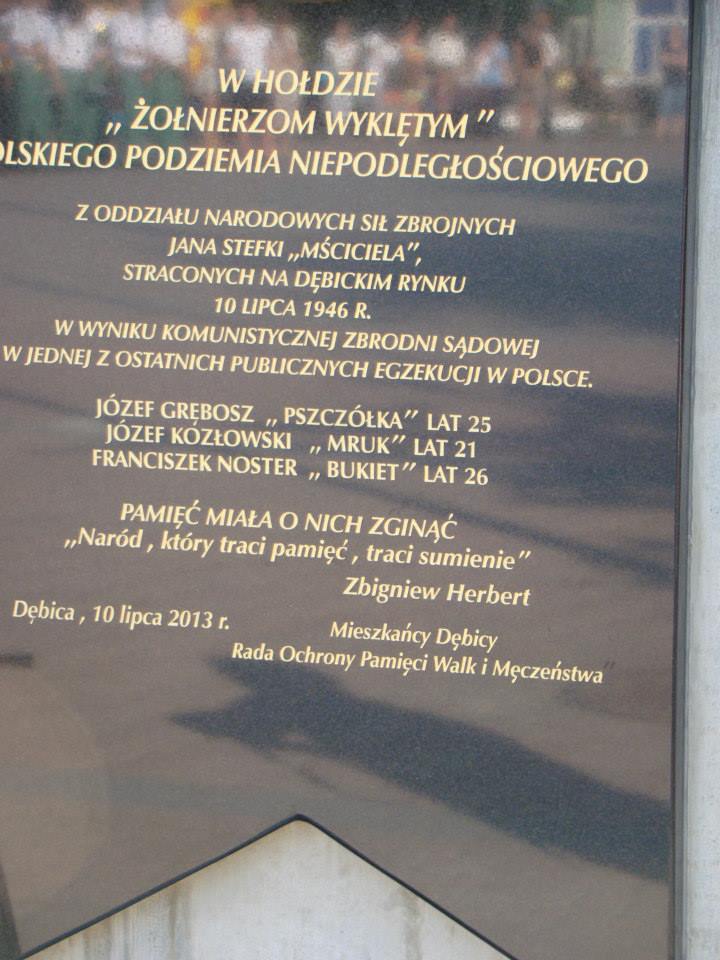 W HOŁDZIE
„ ŻOŁNIERZOM WYKLĘTYM ”
OLSKIEGO PODZIEMIA NIEPODLEGŁOŚCIOWEGO
Z ODDZIAŁU NARODOWYCH SIŁ ZBROJNYCH
JANA STEFKI „MŚCICIELA”,
STRACONYCH NA DĘBICKIM RYNKU
10 LIPCA 1946 R.
W WYNIKU KOMUNISTYCZNEJ ZBRODNI SĄDOWEJ
W JEDNEJ Z OSTATNICH PUBLICZNYCH EGZEKUCJI W POLSCE.
JÓZEF GRĘBOSZ „ PSZCZÓŁKA” LAT 25
JÓZEF KOZŁOWSKI „ MRUK” LAT 21
FRANCISZEK NOSTER „ BUKIET” LAT 26
PAMIĘĆ MIAŁA O NICH ZGINĄĆ
„Naród , który traci pamięć , traci sumienie”
Zbigniew Herbert
Dębica , 10 lipca 2013 r.
Mieszkańcy Dębicy
Rada Ochrony Pamięci Walk i Męczeństwa”